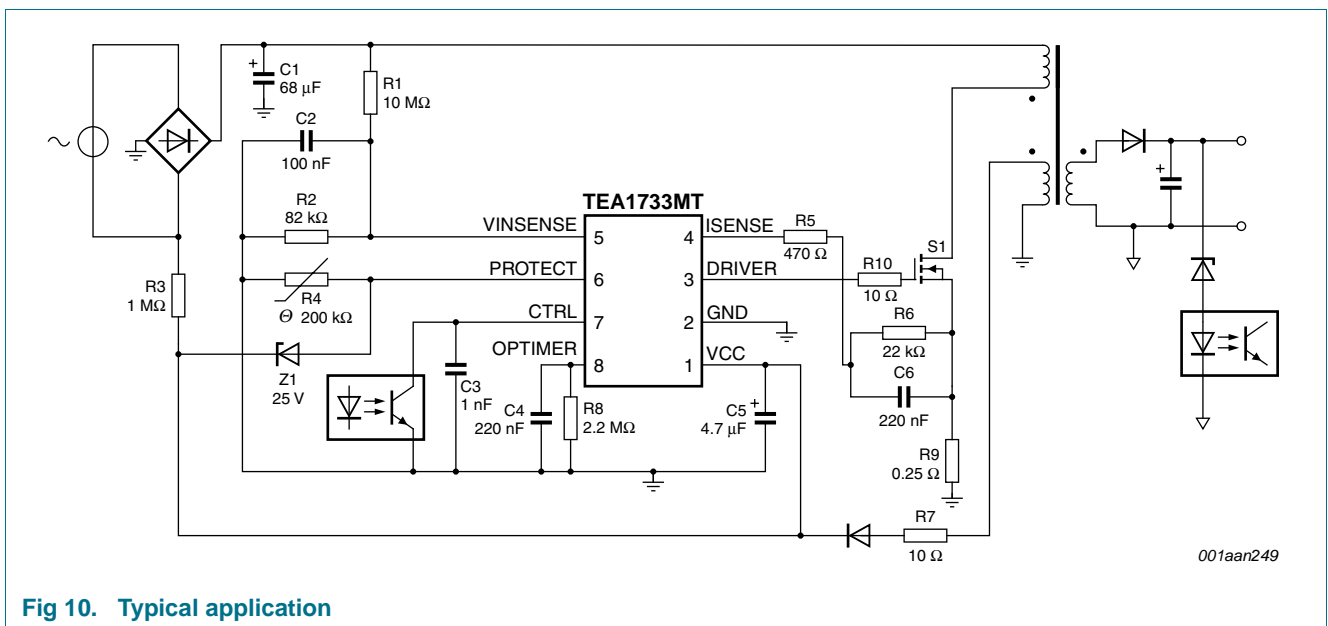 C1
68 µF
R1
10 MΩ
C2
100 nF
R2
82 kΩ
R3
1 MΩ
R4
Θ 200 kΩ
Z1
25 V
TEA1733MT
VINSENSE
PROTECT
CTRL
OPTIMER
5
6
7
8
4
3
2
1
ISENSE
DRIVER
GND
VCC
R5
470 Ω
R10
10 Ω
S1
R6
22 kΩ
C6
220 nF
R9
0.25 Ω
C3
1 nF
C4
220 nF
R8
2.2 MΩ
C5
4.7 µF
R7
10 Ω
+
+
+
001aan249
Fig 10. Typical application